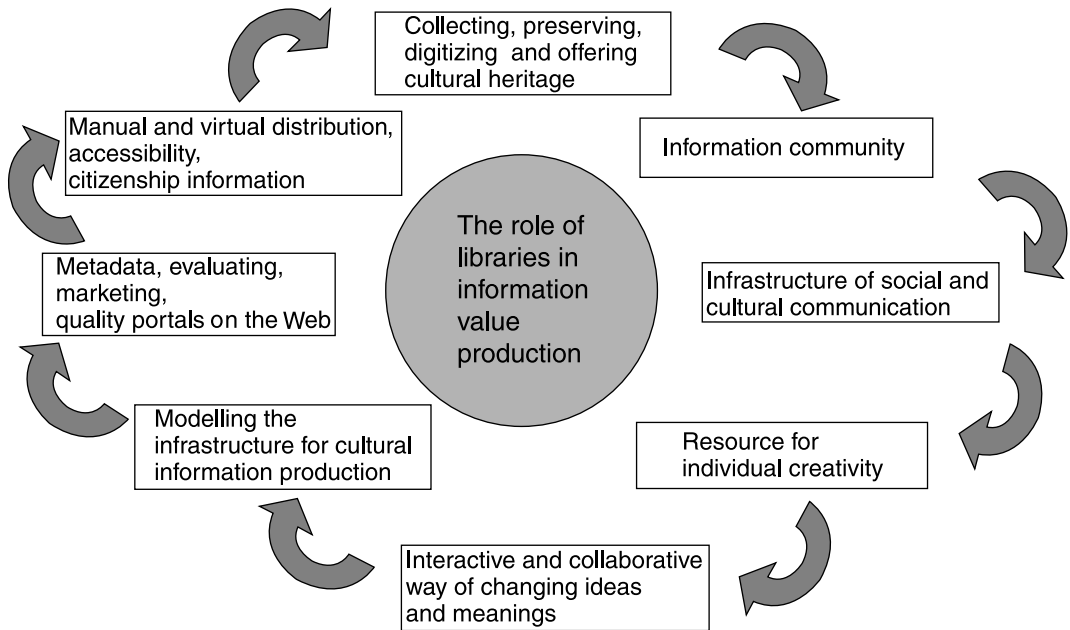 Collecting, preserving,
digitizing and offering
cultural heritage
Information community
Infrastructure of social and
cultural communication
Resource for
individual creativity
Interactive and collaborative
way of changing ideas
and meanings
Modelling the
infrastructure for cultural
information production
Metadata, evaluating,
marketing,
quality portals on the Web
Manual and virtual distribution,
accessibility,
citizenship information
The role of
libraries in
information
value
production